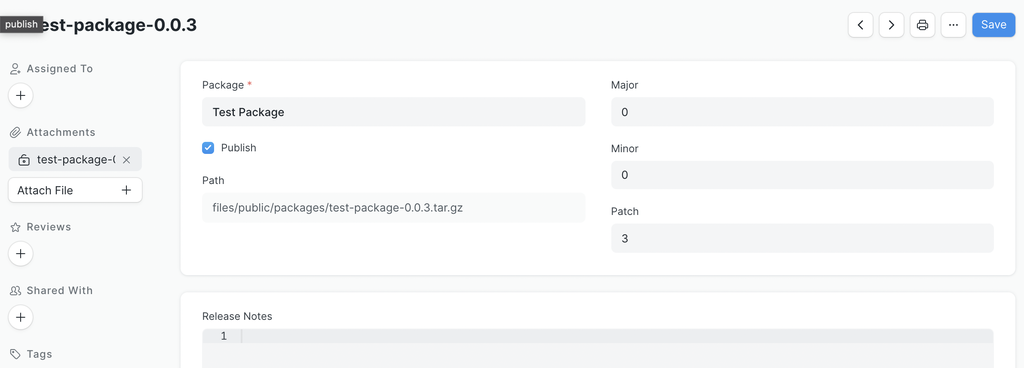 publish
est-package-0.0.3
Save
Assigned To
Attachments
test-package-(
Attach File
Reviews
Shared With
Tags
Package *
Test Package
Publish
Path
files/public/packages/test-package-0.0.3.tar.gz
Major
0
Minor
0
Patch
3
Release Notes
1